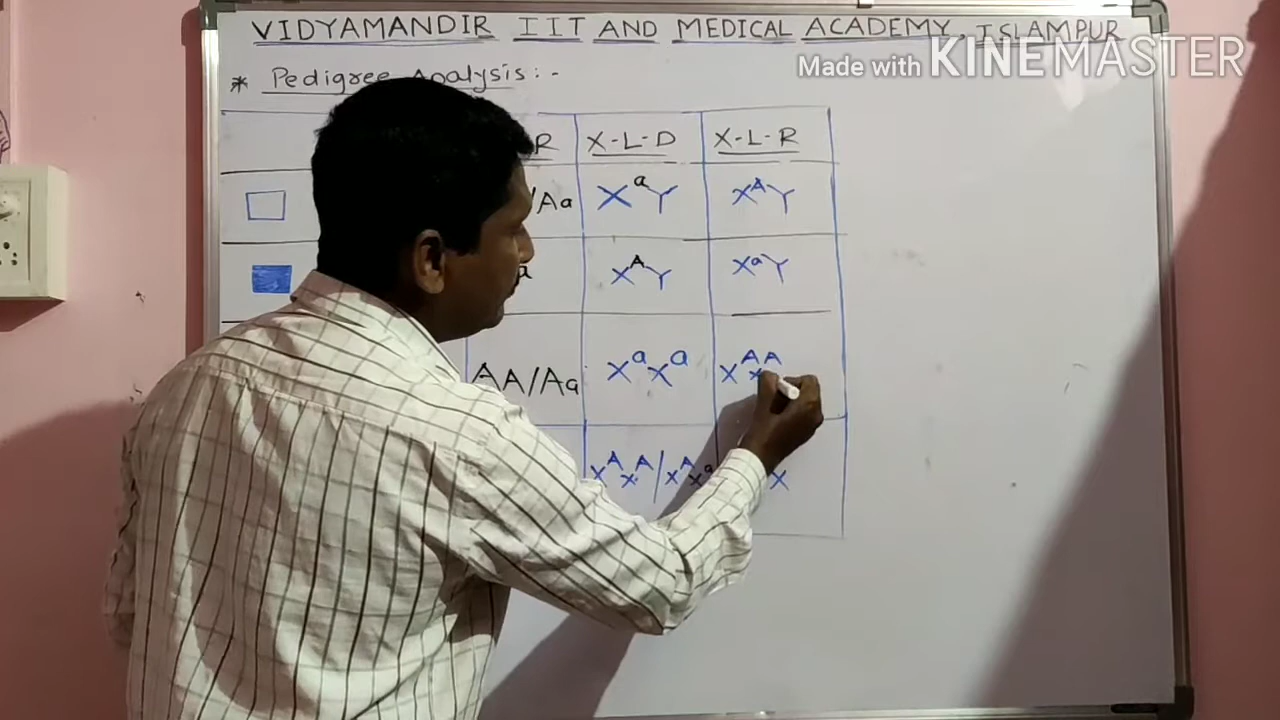 VIDYAMANDIR IIT AND MEDICAL ACADEMY, ISLAMPUR
Made with KINEMASTER
* Pedigree Analysis:-
R X-L-D X-L-R
/Aa XᵃY XᴬY
a XᴬY XᵃY
AA/Aa XᵃXᵃ XᴬXᴬ
XᴬXᴬ/XᴬXᵃ X